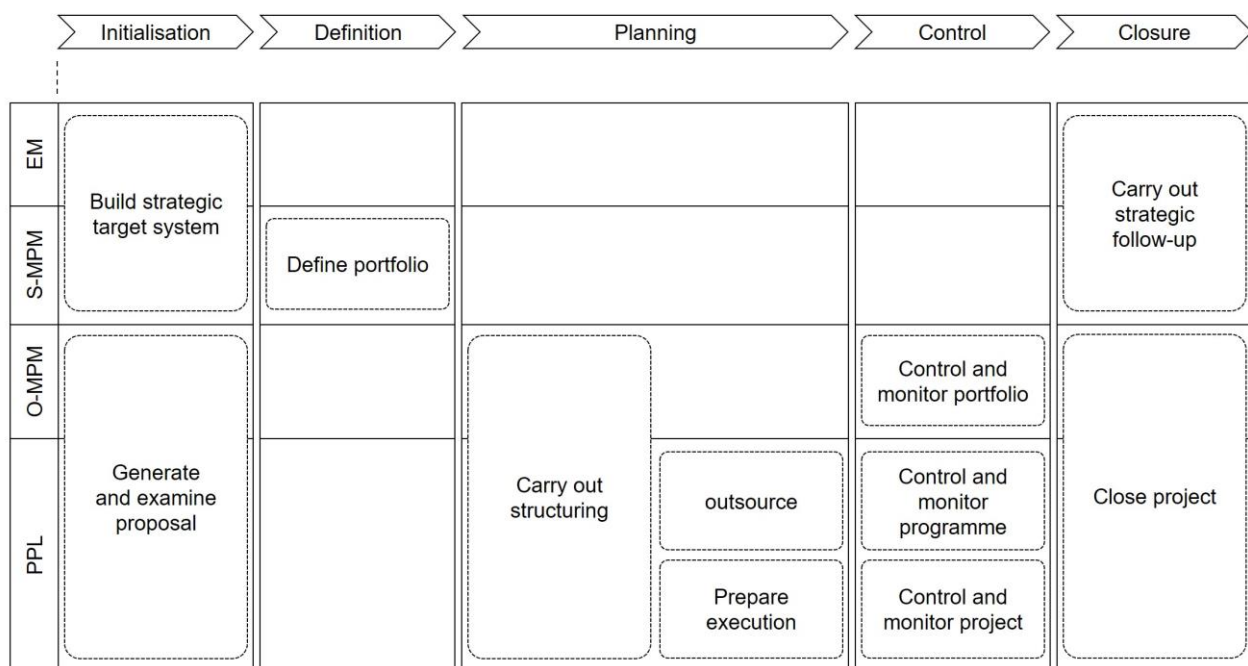 Initialisation
Definition
Planning
Control
Closure
EM
Build strategic
target system
Carry out
strategic
follow-up
S-MPM
Define portfolio
O-MPM
Control and
monitor portfolio
PPL
Generate
and examine
proposal
Carry out
structuring
outsource
Control and
monitor
programme
Close project
Prepare
execution
Control and
monitor project